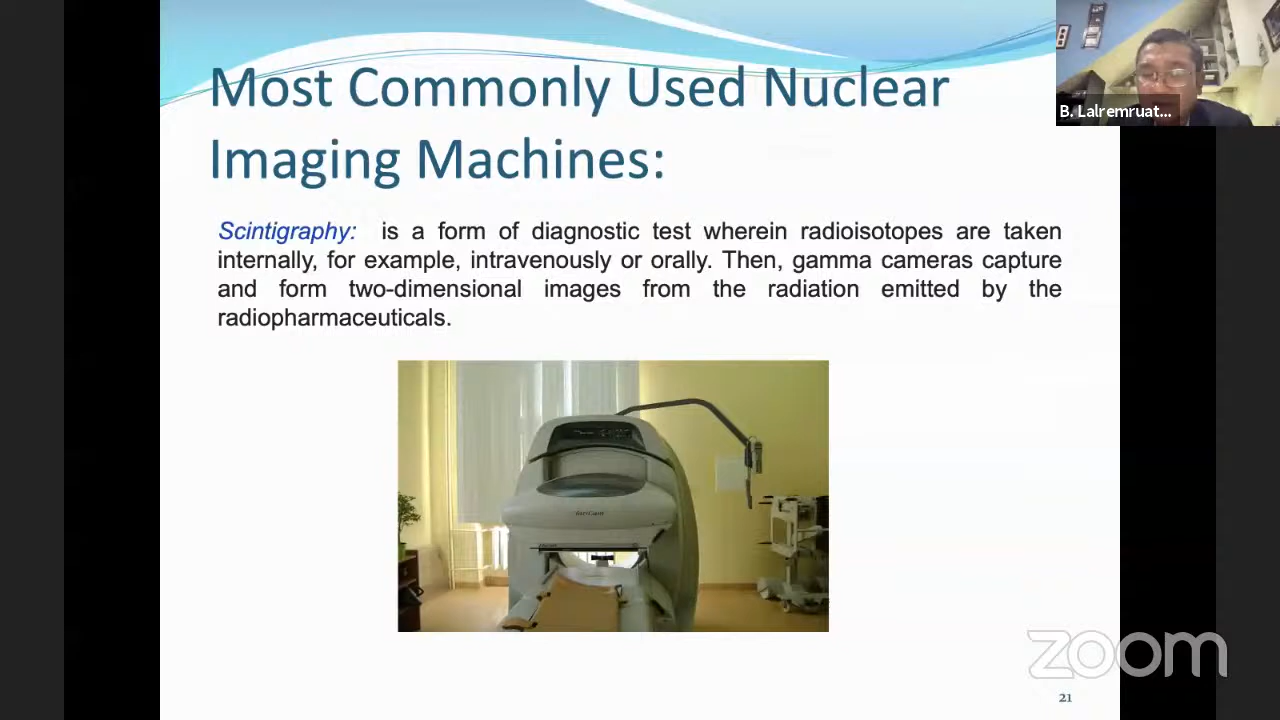 Most Commonly Used Nuclear
Imaging Machines:
B. Lalremruat...
Scintigraphy: is a form of diagnostic test wherein radioisotopes are taken
internally, for example, intravenously or orally. Then, gamma cameras capture
and form two-dimensional images from the radiation emitted by the
radiopharmaceuticals.
zoom
21